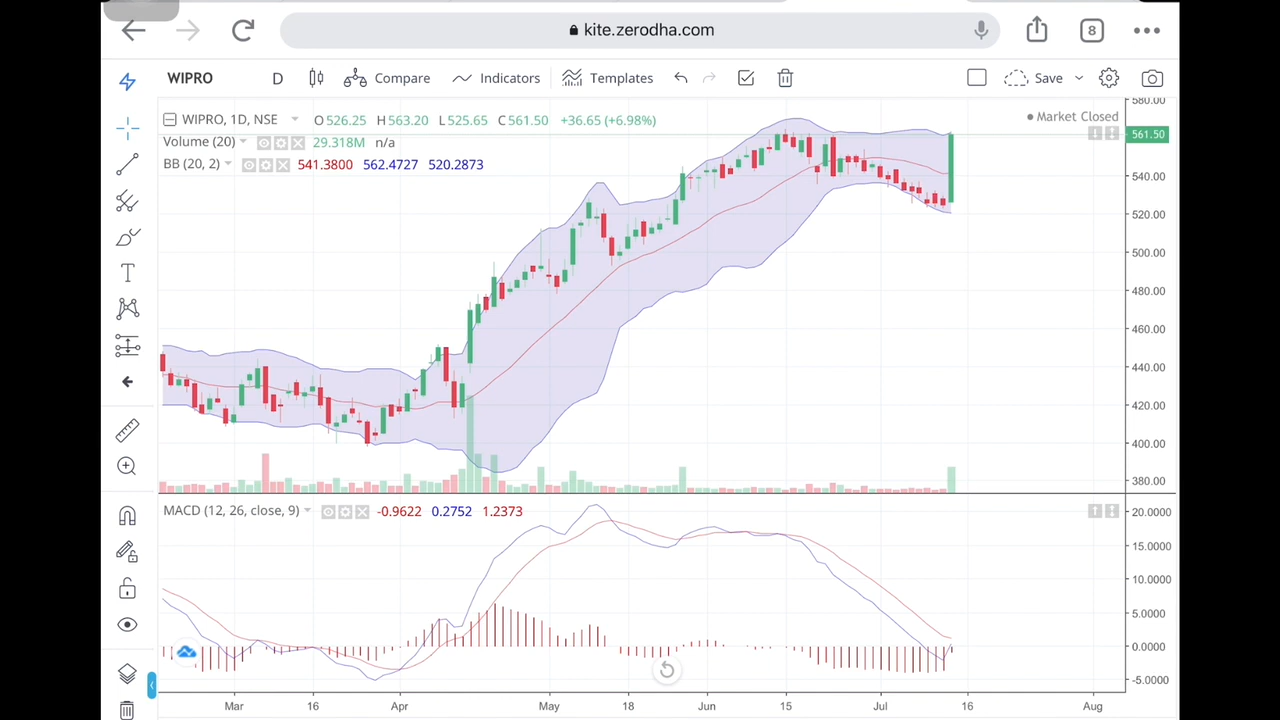 kite.zerodha.com
8
WIPRO D Compare Indicators Templates Save
WIPRO, 1D, NSE O526.25 H563.20 L525.65 C561.50 +36.65 (+6.98%)
Market Closed
Volume (20) 29.318M n/a
BB (20, 2) 541.3800 562.4727 520.2873
580.00
561.50
540.00
520.00
500.00
480.00
460.00
440.00
420.00
400.00
380.00
MACD (12, 26, close, 9) -0.9622 0.2752 1.2373
20.0000
15.0000
10.0000
5.0000
0.0000
-5.0000
Mar 16 Apr May 18 Jun 15 Jul 16 Aug